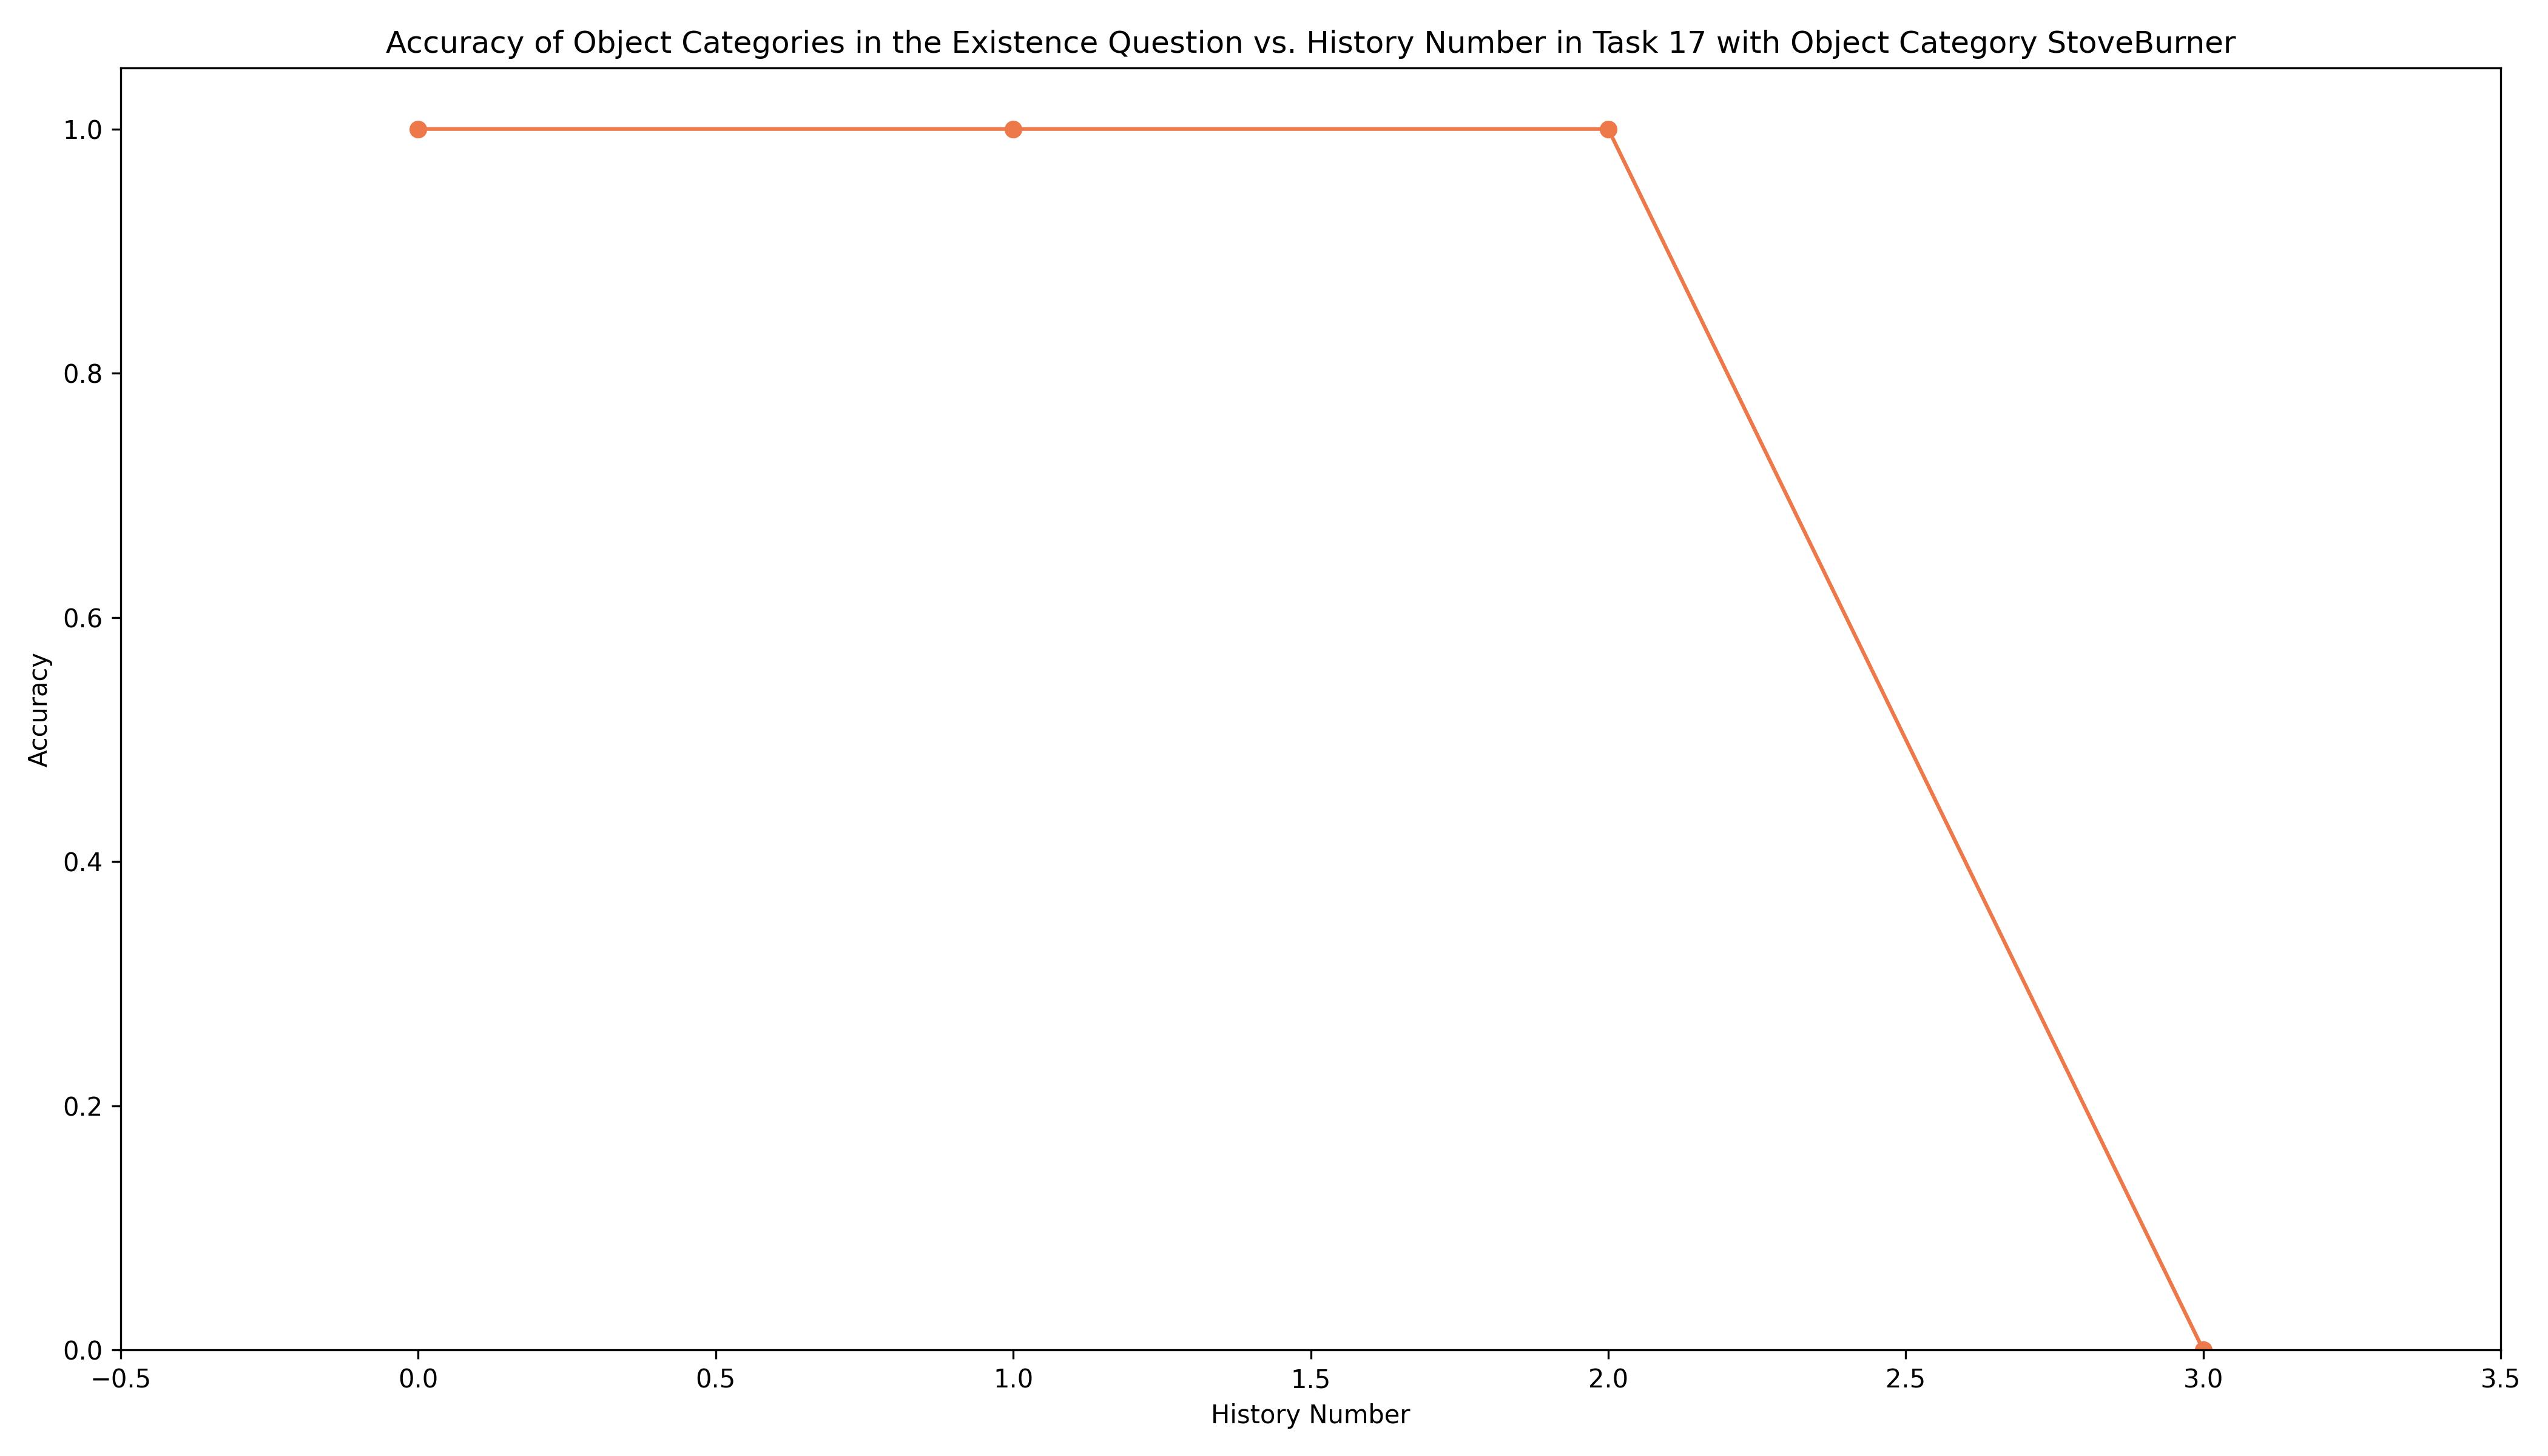 Accuracy of Object Categories in the Existence Question vs. History Number in Task 17 with Object Category StoveBurner
1.0
0.8
0.6
0.4
0.2
0.0
Accuracy
−0.5 0.0 0.5 1.0 1.5 2.0 2.5 3.0 3.5
History Number